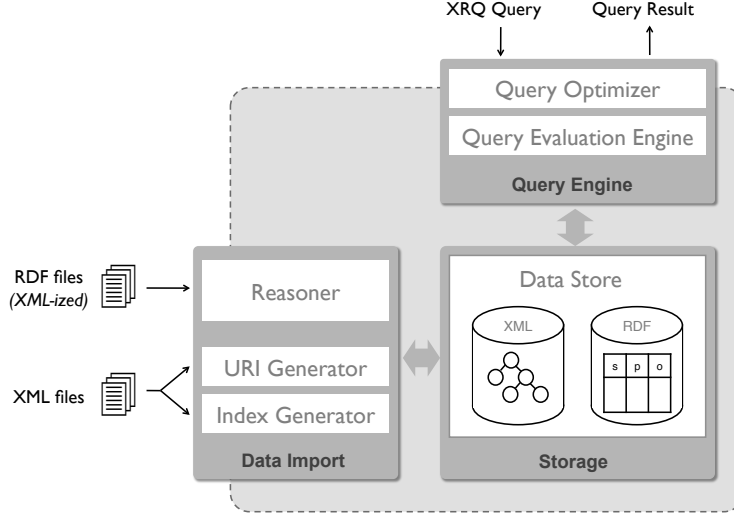 XRQ Query
Query Result
Query Optimizer
Query Evaluation Engine
Query Engine
RDF files
(XML-ized)
XML files
Reasoner
URI Generator
Index Generator
Data Import
Data Store
XML
RDF
s p o
Storage